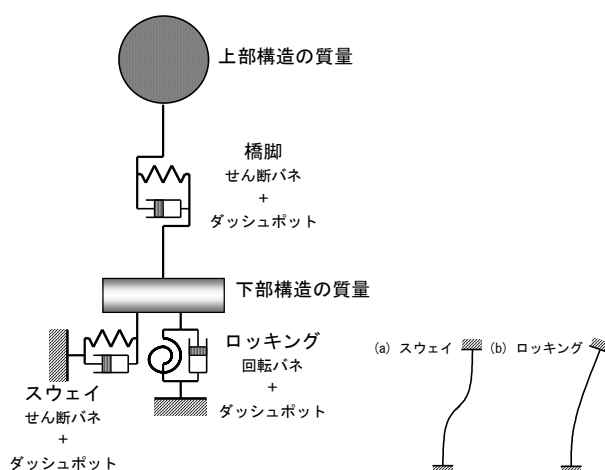 上部構造の質量
橋脚
せん断バネ
+
ダッシュポット
下部構造の質量
ロッキング
回転バネ
+
ダッシュポット
スウェイ
せん断バネ
+
ダッシュポット
(a) スウェイ
(b) ロッキング